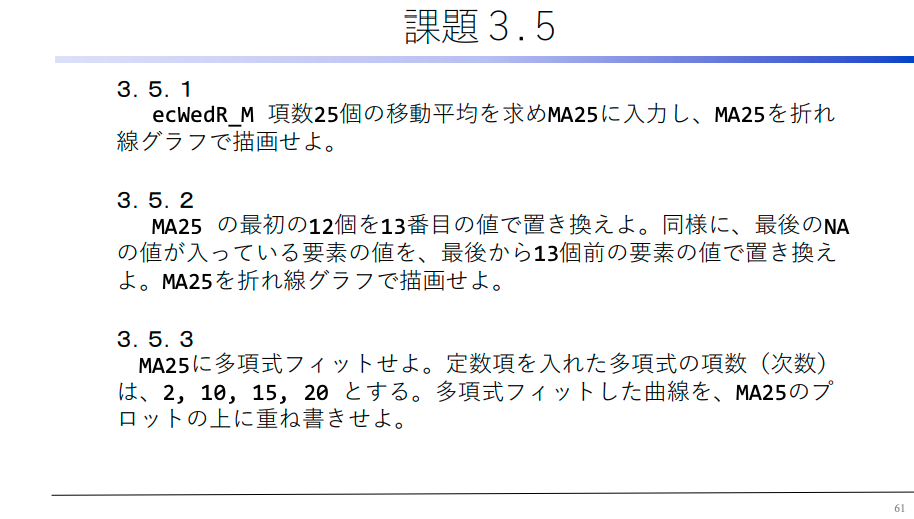 課題３.５
３．５．１
ecWedR_M 項数25個の移動平均を求めMA25に入力し、MA25を折れ
線グラフで描画せよ。
３．５．２
MA25 の最初の12個を13番目の値で置き換えよ。同様に、最後のNA
の値が入っている要素の値を、最後から13個前の要素の値で置き換え
よ。MA25を折れ線グラフで描画せよ。
３．５．３
MA25に多項式フィットせよ。定数項を入れた多項式の項数（次数）
は、2, 10, 15, 20 とする。多項式フィットした曲線を、MA25のプ
ロットの上に重ね書きせよ。
61